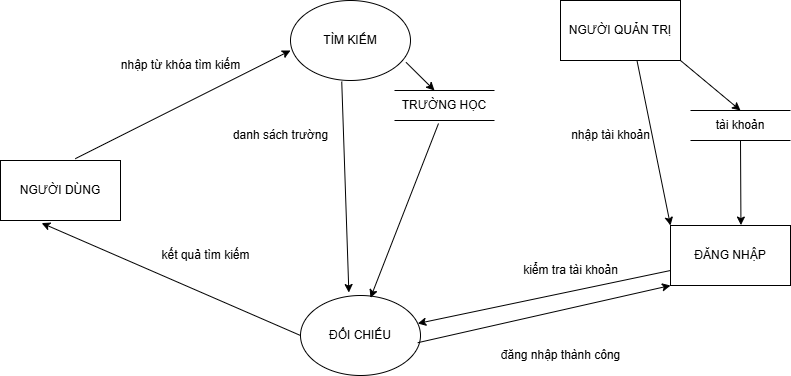 TÌM KIẾM
NGƯỜI QUẢN TRỊ
nhập từ khóa tìm kiếm
TRƯỜNG HỌC
tài khoản
danh sách trường
nhập tài khoản
NGƯỜI DÙNG
kết quả tìm kiếm
ĐĂNG NHẬP
kiểm tra tài khoản
ĐỐI CHIẾU
đăng nhập thành công